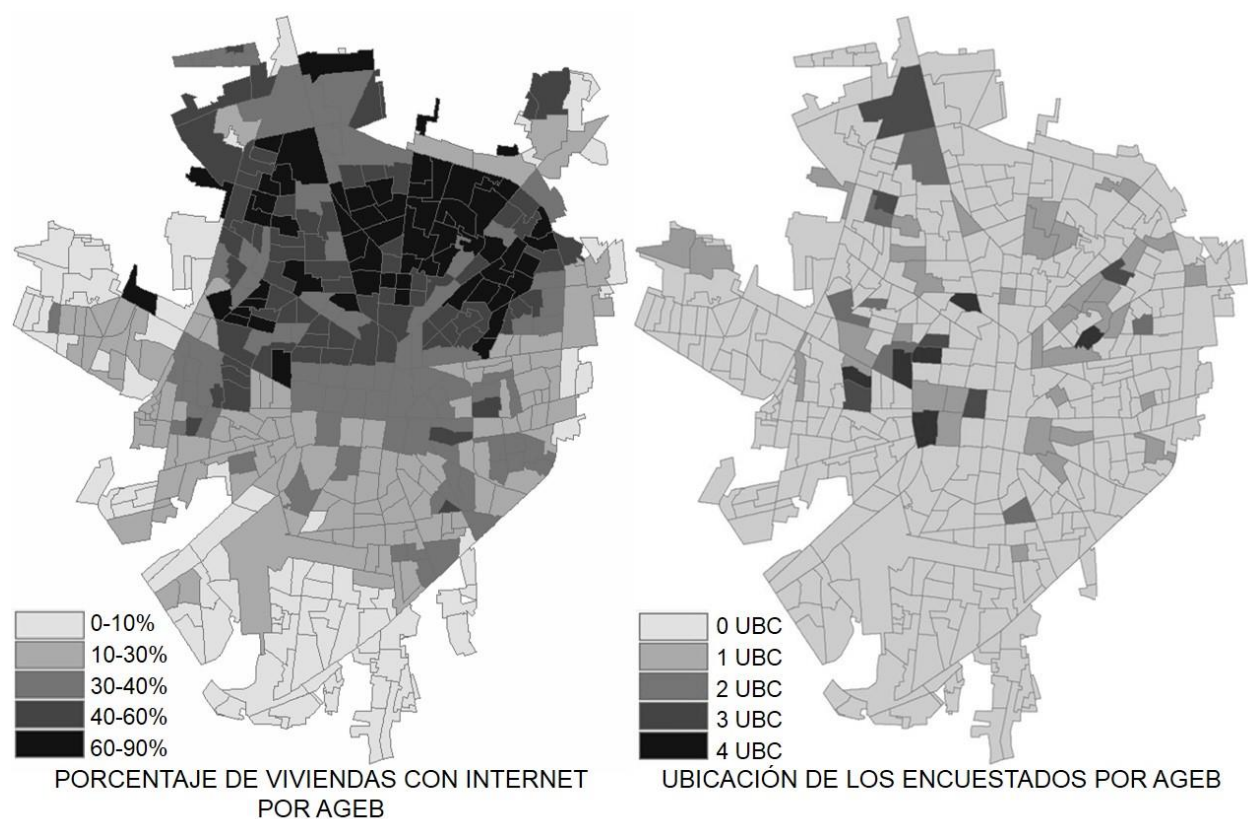 0-10%
10-30%
30-40%
40-60%
60-90%
PORCENTAJE DE VIVIENDAS CON INTERNET
POR AGEB
0 UBC
1 UBC
2 UBC
3 UBC
4 UBC
UBICACIÓN DE LOS ENCUESTADOS POR AGEB